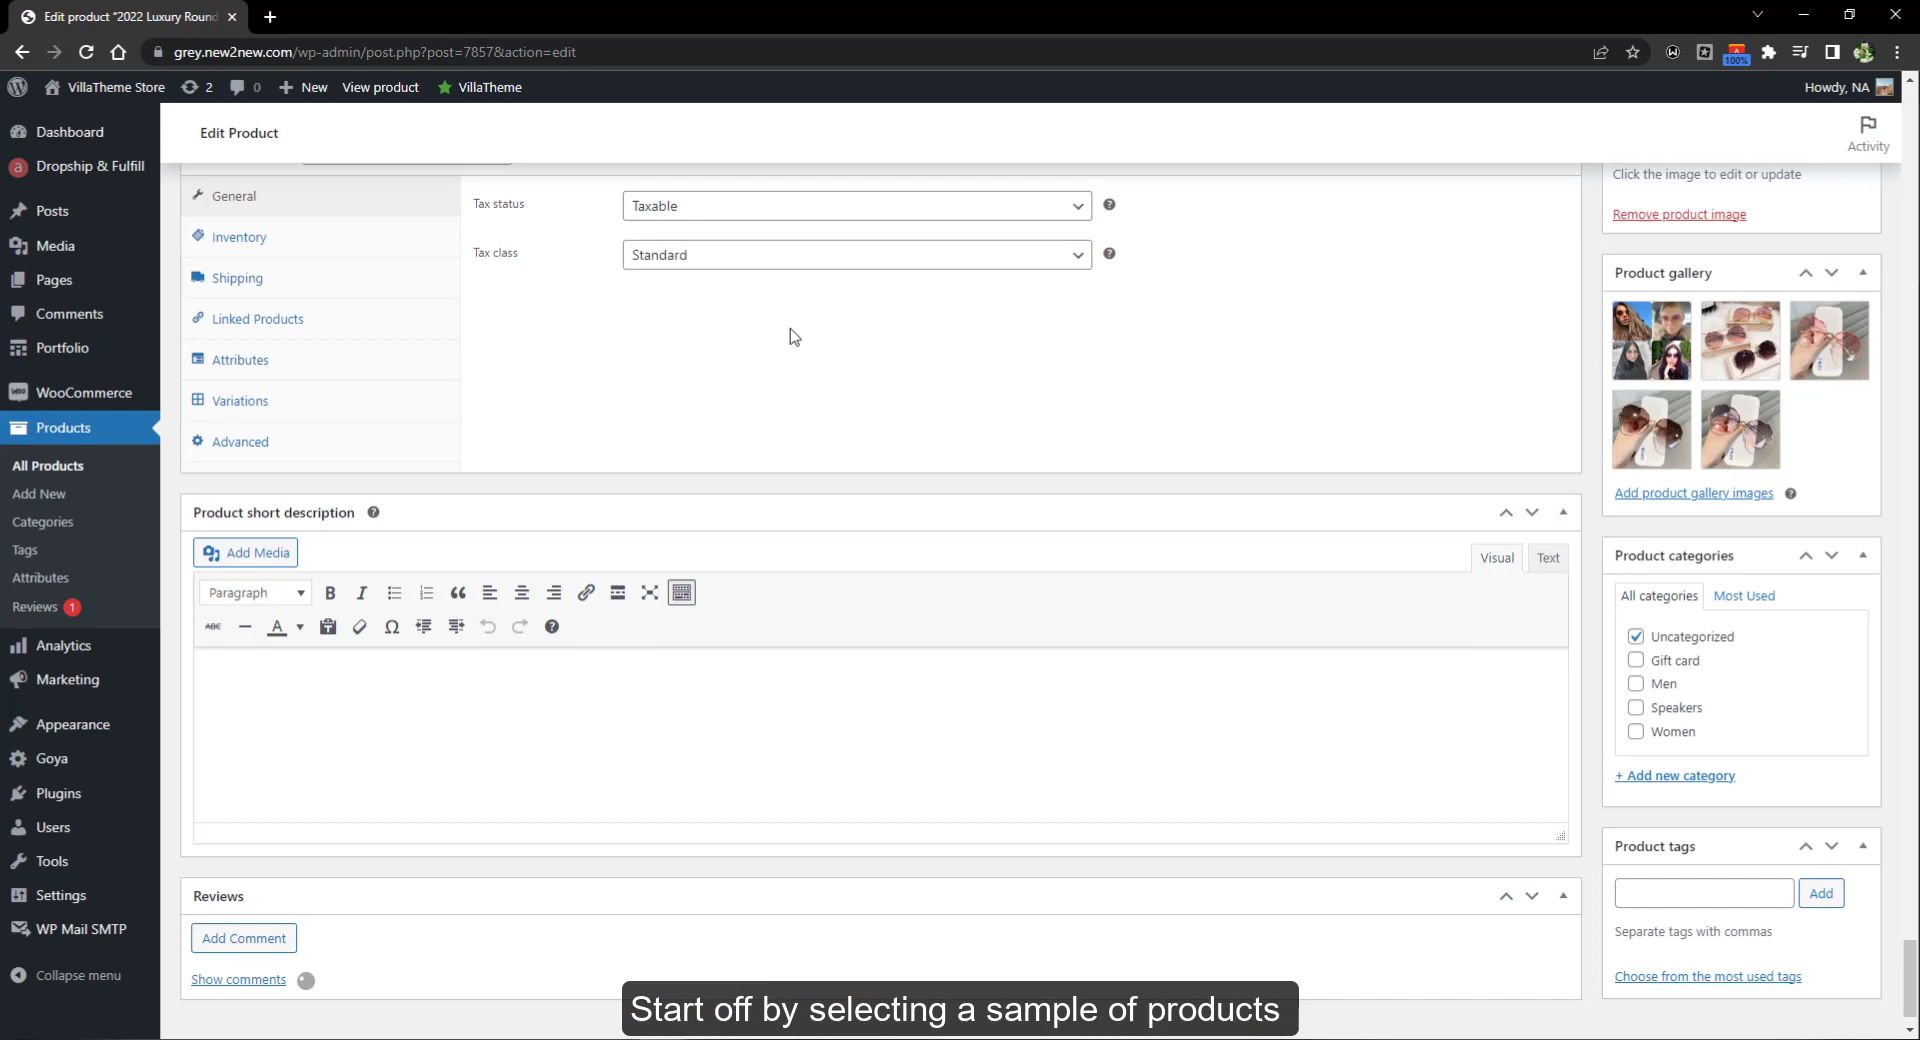 Edit product "2022 Luxury Round
grey.new2new.com/wp-admin/post.php?post=7857&action=edit
100%
VillaTheme Store
2
0
New
View product
VillaTheme
Howdy, NA
Dashboard
Dropship & Fulfill
Posts
Media
Pages
Comments
Portfolio
WooCommerce
Products
All Products
Add New
Categories
Tags
Attributes
Reviews 1
Analytics
Marketing
Appearance
Goya
Plugins
Users
Tools
Settings
WP Mail SMTP
Collapse menu
Edit Product
Activity
General
Inventory
Shipping
Linked Products
Attributes
Variations
Advanced
Tax status
Taxable
Tax class
Standard
Product short description
Add Media
Visual
Text
Paragraph
B
I
ABC
A
Ω
Reviews
Add Comment
Show comments
Click the image to edit or update
Remove product image
Product gallery
Add product gallery images
Product categories
All categories
Most Used
Uncategorized
Gift card
Men
Speakers
Women
+ Add new category
Product tags
Add
Separate tags with commas
Choose from the most used tags
Start off by selecting a sample of products